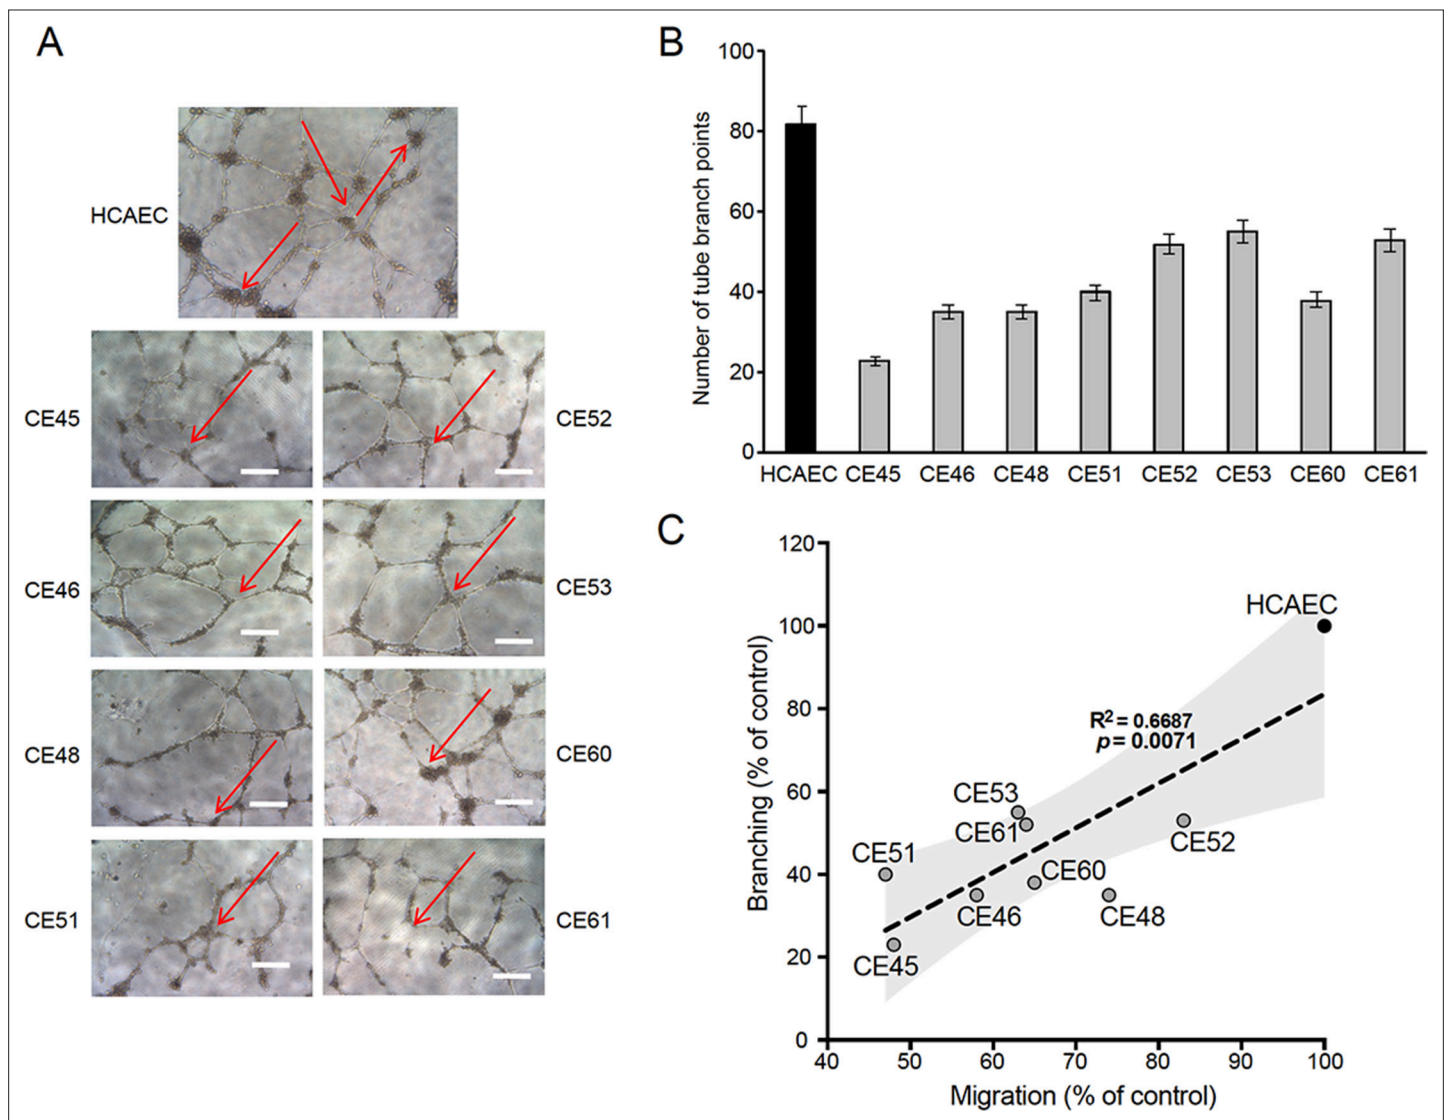 A
HCAEC
CE45
CE52
CE46
CE53
CE48
CE60
CE51
CE61
B
Number of tube branch points
100
80
60
40
20
0
HCAEC CE45 CE46 CE48 CE51 CE52 CE53 CE60 CE61
C
Branching (% of control)
120
100
80
60
40
20
0
HCAEC
R² = 0.6687
p = 0.0071
CE53
CE61
CE52
CE51
CE60
CE46
CE48
CE45
40 50 60 70 80 90 100
Migration (% of control)